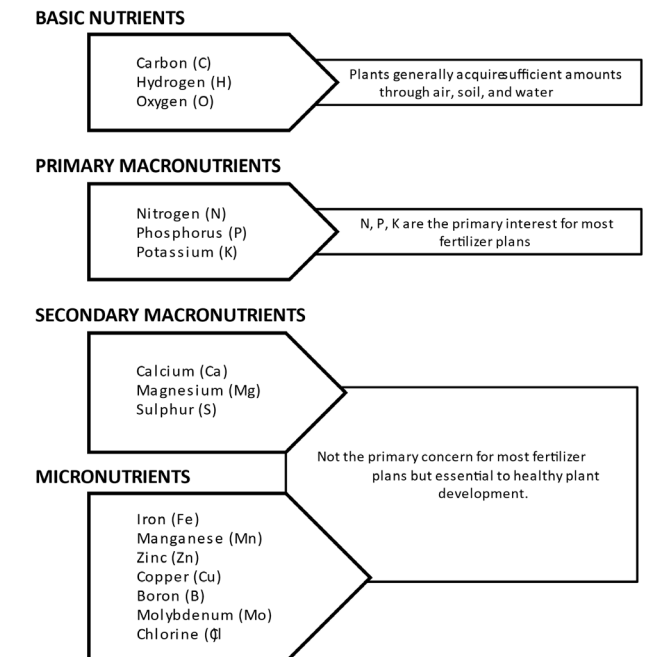 BASIC NUTRIENTS
Carbon (C)
Hydrogen (H)
Oxygen (O)
Plants generally acquiresufficient amounts
through air, soil, and water
PRIMARY MACRONUTRIENTS
Nitrogen (N)
Phosphorus (P)
Potassium (K)
N, P, K are the primary interest for most
fertilizer plans
SECONDARY MACRONUTRIENTS
Calcium (Ca)
Magnesium (Mg)
Sulphur (S)
Not the primary concern for most fertilizer
plans but essential to healthy plant
development.
MICRONUTRIENTS
Iron (Fe)
Manganese (Mn)
Zinc (Zn)
Copper (Cu)
Boron (B)
Molybdenum (Mo)
Chlorine (Cl)